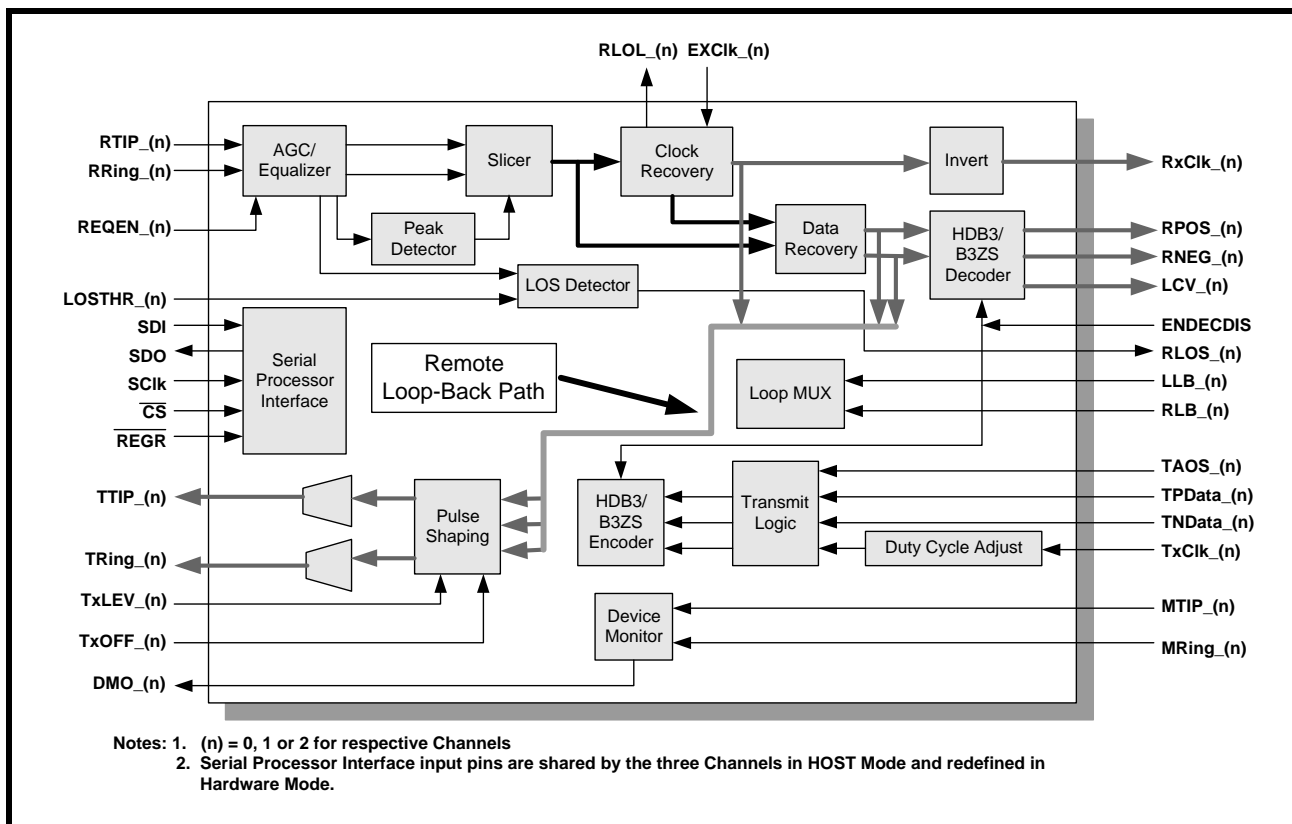 RLOL_(n) EXClk_(n)
RTIP_(n)
RRing_(n)
REQEN_(n)
LOSTHR_(n)
SDI
SDO
SClk
CS
REGR
TTIP_(n)
TRing_(n)
TxLEV_(n)
TxOFF_(n)
DMO_(n)
AGC/
Equalizer
Slicer
Clock
Recovery
Invert
Peak
Detector
Data
Recovery
HDB3/
B3ZS
Decoder
LOS Detector
Serial
Processor
Interface
Remote
Loop-Back Path
Loop MUX
Pulse
Shaping
HDB3/
B3ZS
Encoder
Transmit
Logic
Duty Cycle Adjust
Device
Monitor
RxClk_(n)
RPOS_(n)
RNEG_(n)
LCV_(n)
ENDECDIS
RLOS_(n)
LLB_(n)
RLB_(n)
TAOS_(n)
TPData_(n)
TNData_(n)
TxClk_(n)
MTIP_(n)
MRing_(n)
Notes: 1. (n) = 0, 1 or 2 for respective Channels
2. Serial Processor Interface input pins are shared by the three Channels in HOST Mode and redefined in
Hardware Mode.